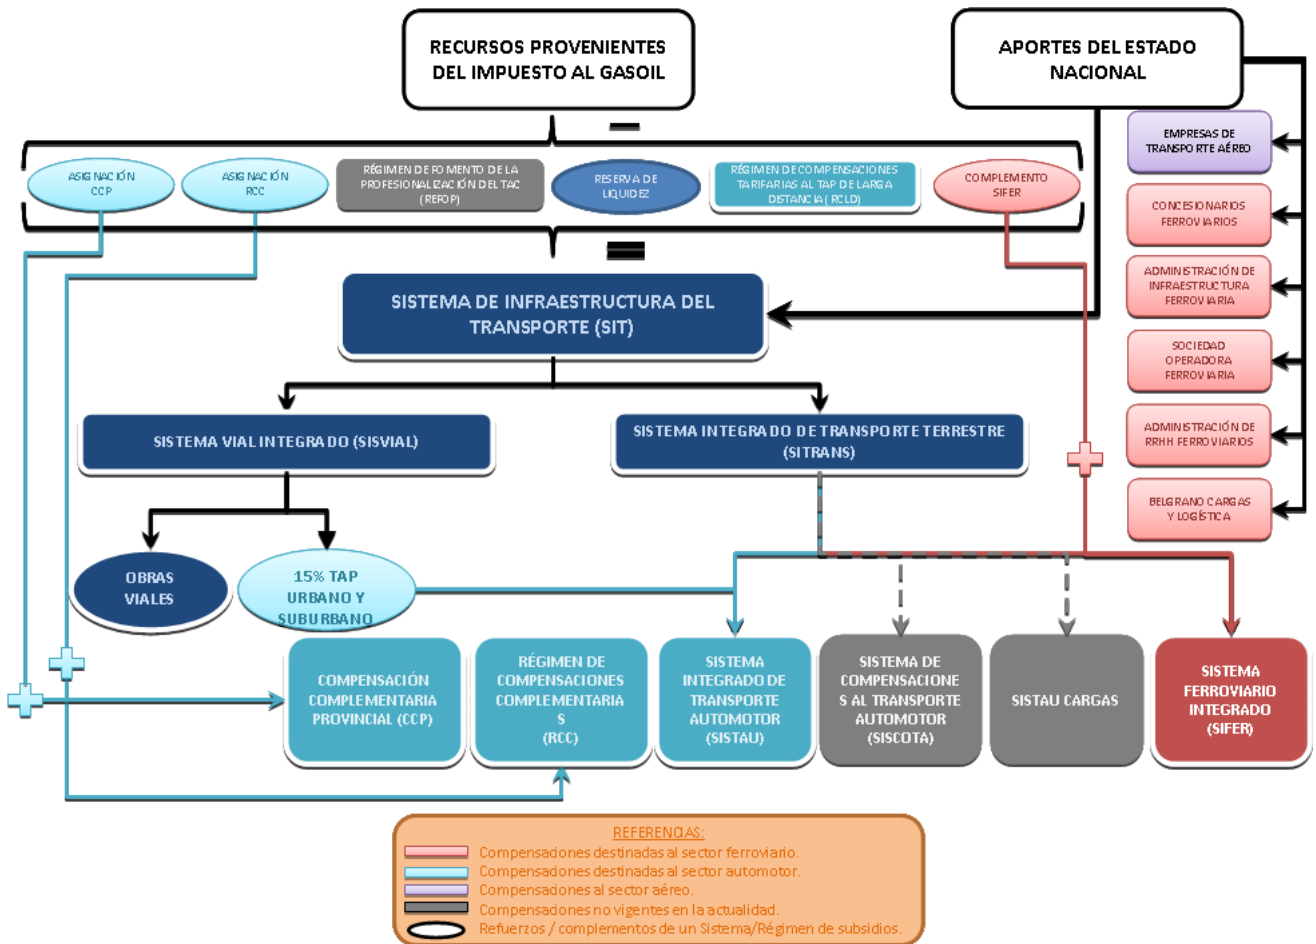 RECURSOS PROVENIENTES
DEL IMPUESTO AL GASOIL
APORTES DEL ESTADO
NACIONAL
ASIGNACIÓN
CCP
ASIGNACIÓN
RCC
RÉGIMEN DE FOMENTO DE LA
PROFESIONALIZACIÓN DEL TAC
(REFOP)
RESERVA DE
LIQUIDEZ
RÉGIMEN DE COMPENSACIONES
TARIFARIAS AL TAP DE LARGA
DISTANCIA (RCLD)
COMPLEMENTO
SIFER
EMPRESAS DE
TRANSPORTE AÉREO
CONCESIONARIOS
FERROVIARIOS
ADMINISTRACIÓN DE
INFRAESTRUCTURA
FERROVIARIA
SOCIEDAD
OPERADORA
FERROVIARIA
ADMINISTRACIÓN DE
RRHH FERROVIARIOS
BELGRANO CARGAS
Y LOGÍSTICA
SISTEMA DE INFRAESTRUCTURA DEL
TRANSPORTE (SIT)
SISTEMA VIAL INTEGRADO (SISVIAL)
SISTEMA INTEGRADO DE TRANSPORTE TERRESTRE
(SITRANS)
OBRAS
VIALES
15% TAP
URBANO Y
SUBURBANO
COMPENSACIÓN
COMPLEMENTARIA
PROVINCIAL (CCP)
RÉGIMEN DE
COMPENSACIONES
COMPLEMENTARIA
S
(RCC)
SISTEMA
INTEGRADO DE
TRANSPORTE
AUTOMOTOR
(SISTAU)
SISTEMA DE
COMPENSACIONE
S AL TRANSPORTE
AUTOMOTOR
(SISCOTA)
SISTAU CARGAS
SISTEMA
FERROVIARIO
INTEGRADO
(SIFER)
REFERENCIAS:
Compensaciones destinadas al sector ferroviario.
Compensaciones destinadas al sector automotor.
Compensaciones al sector aéreo.
Compensaciones no vigentes en la actualidad.
Refuerzos / complementos de un Sistema/Régimen de subsidios.